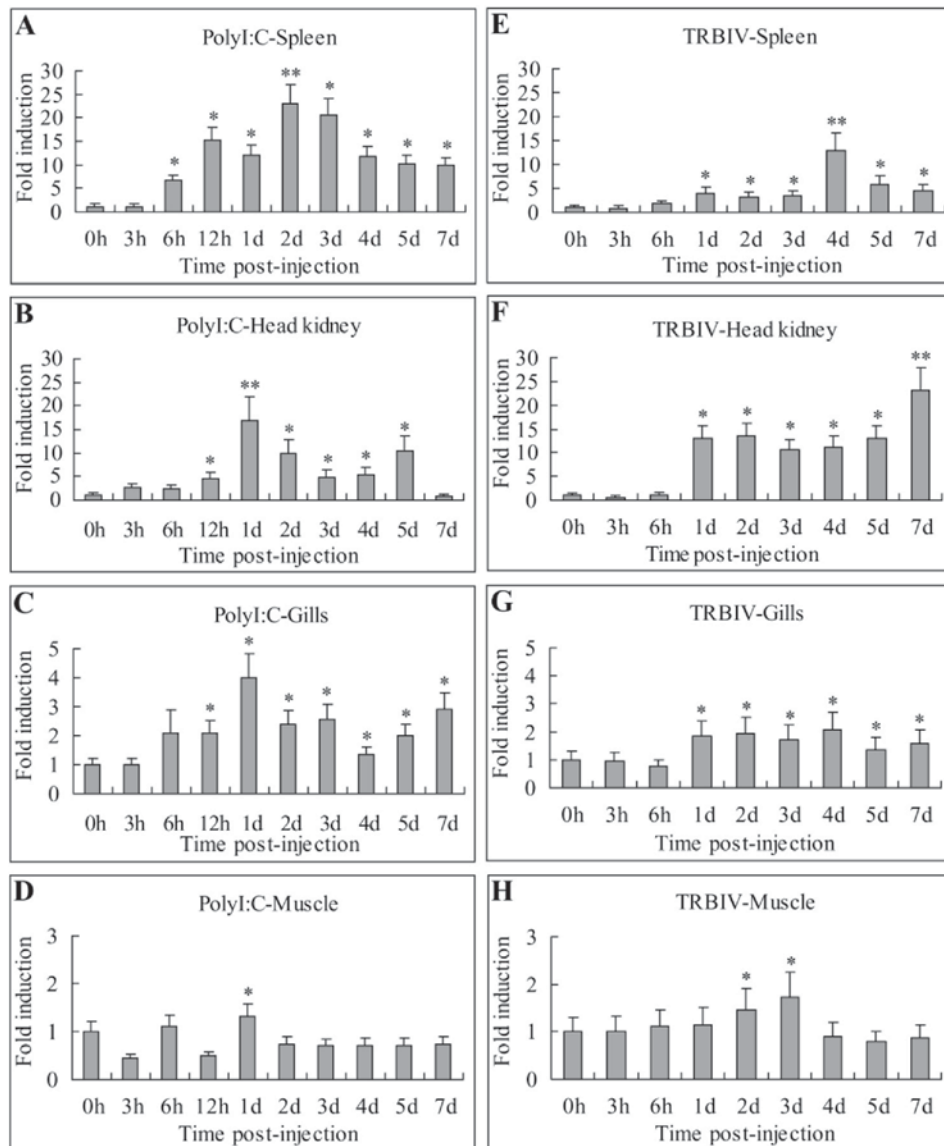 A
PolyI:C-Spleen
**
*
*
*
*
*
*
*
30
25
20
15
10
5
0
Fold induction
0h 3h 6h 12h 1d 2d 3d 4d 5d 7d
Time post-injection
B
PolyI:C-Head kidney
**
*
*
*
*
*
30
25
20
15
10
5
0
Fold induction
0h 3h 6h 12h 1d 2d 3d 4d 5d 7d
Time post-injection
C
PolyI:C-Gills
*
*
*
*
*
*
*
5
4
3
2
1
0
Fold induction
0h 3h 6h 12h 1d 2d 3d 4d 5d 7d
Time post-injection
D
PolyI:C-Muscle
*
3
2
1
0
Fold induction
0h 3h 6h 12h 1d 2d 3d 4d 5d 7d
Time post-injection
E
TRBIV-Spleen
**
*
*
*
*
*
30
25
20
15
10
5
0
Fold induction
0h 3h 6h 1d 2d 3d 4d 5d 7d
Time post-injection
F
TRBIV-Head kidney
**
*
*
*
*
*
30
25
20
15
10
5
0
Fold induction
0h 3h 6h 1d 2d 3d 4d 5d 7d
Time post-injection
G
TRBIV-Gills
*
*
*
*
*
*
5
4
3
2
1
0
Fold induction
0h 3h 6h 1d 2d 3d 4d 5d 7d
Time post-injection
H
TRBIV-Muscle
*
*
3
2
1
0
Fold induction
0h 3h 6h 1d 2d 3d 4d 5d 7d
Time post-injection